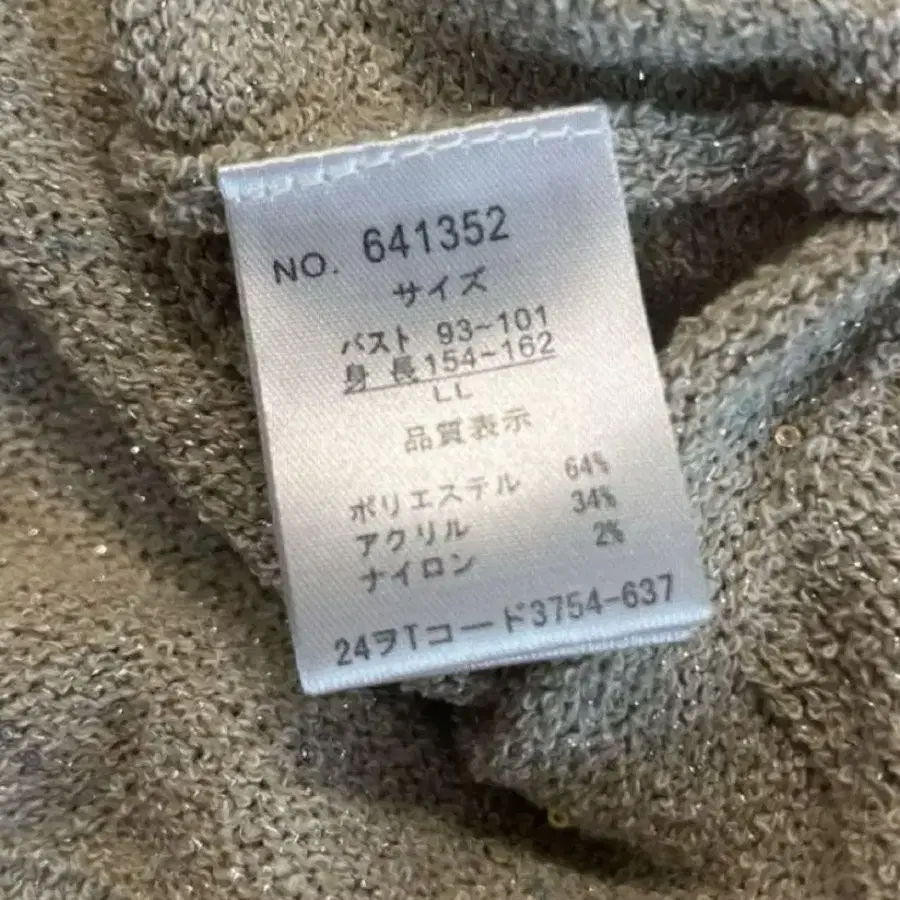 NO. 641352
サイズ
バスト 93~101
身長154~162
LL
品質表示
ポリエステル 64%
アクリル 34%
ナイロン 2%
24ヲTコード3754-637